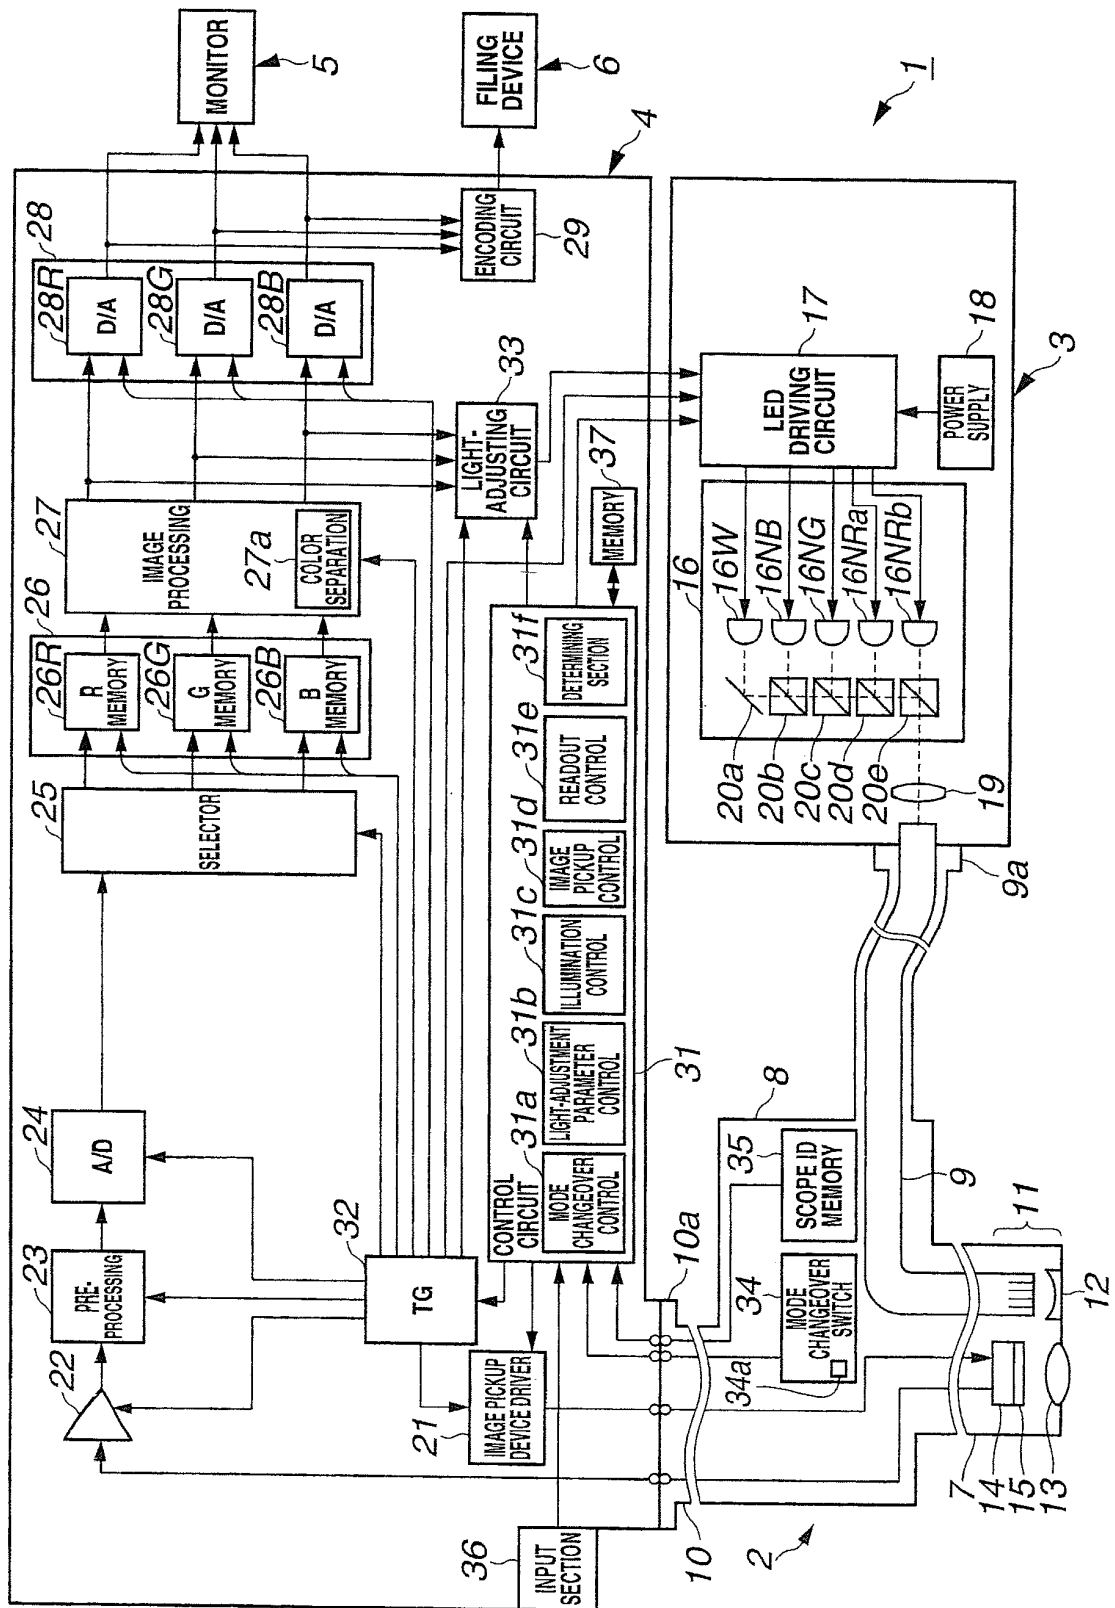 MONITOR
5
FILING
DEVICE
6
1
4
28
28R
D/A
28G
D/A
28B
D/A
ENCODING
CIRCUIT
29
27
IMAGE
PROCESSING
27a
COLOR
SEPARATION
LIGHT-
ADJUSTING
CIRCUIT
33
26
26R
R
MEMORY
26G
G
MEMORY
26B
B
MEMORY
25
SELECTOR
24
A/D
23
PRE-
PROCESSING
22
32
TG
21
IMAGE PICKUP
DEVICE DRIVER
36
INPUT
SECTION
CONTROL
CIRCUIT
31a
MODE
CHANGEOVER
CONTROL
31b
LIGHT-ADJUSTMENT
PARAMETER
CONTROL
31c
ILLUMINATION
CONTROL
31d
IMAGE
PICKUP
CONTROL
31e
READOUT
CONTROL
31f
DETERMINING
SECTION
31
37
MEMORY
17
LED
DRIVING
CIRCUIT
18
POWER
SUPPLY
3
16
16W
16NB
16NG
16NRa
16NRb
20a
20b
20c
20d
20e
19
9a
10a
10
8
35
SCOPE ID
MEMORY
34
MODE
CHANGEOVER
SWITCH
34a
9
11
12
2
7
14
15
13